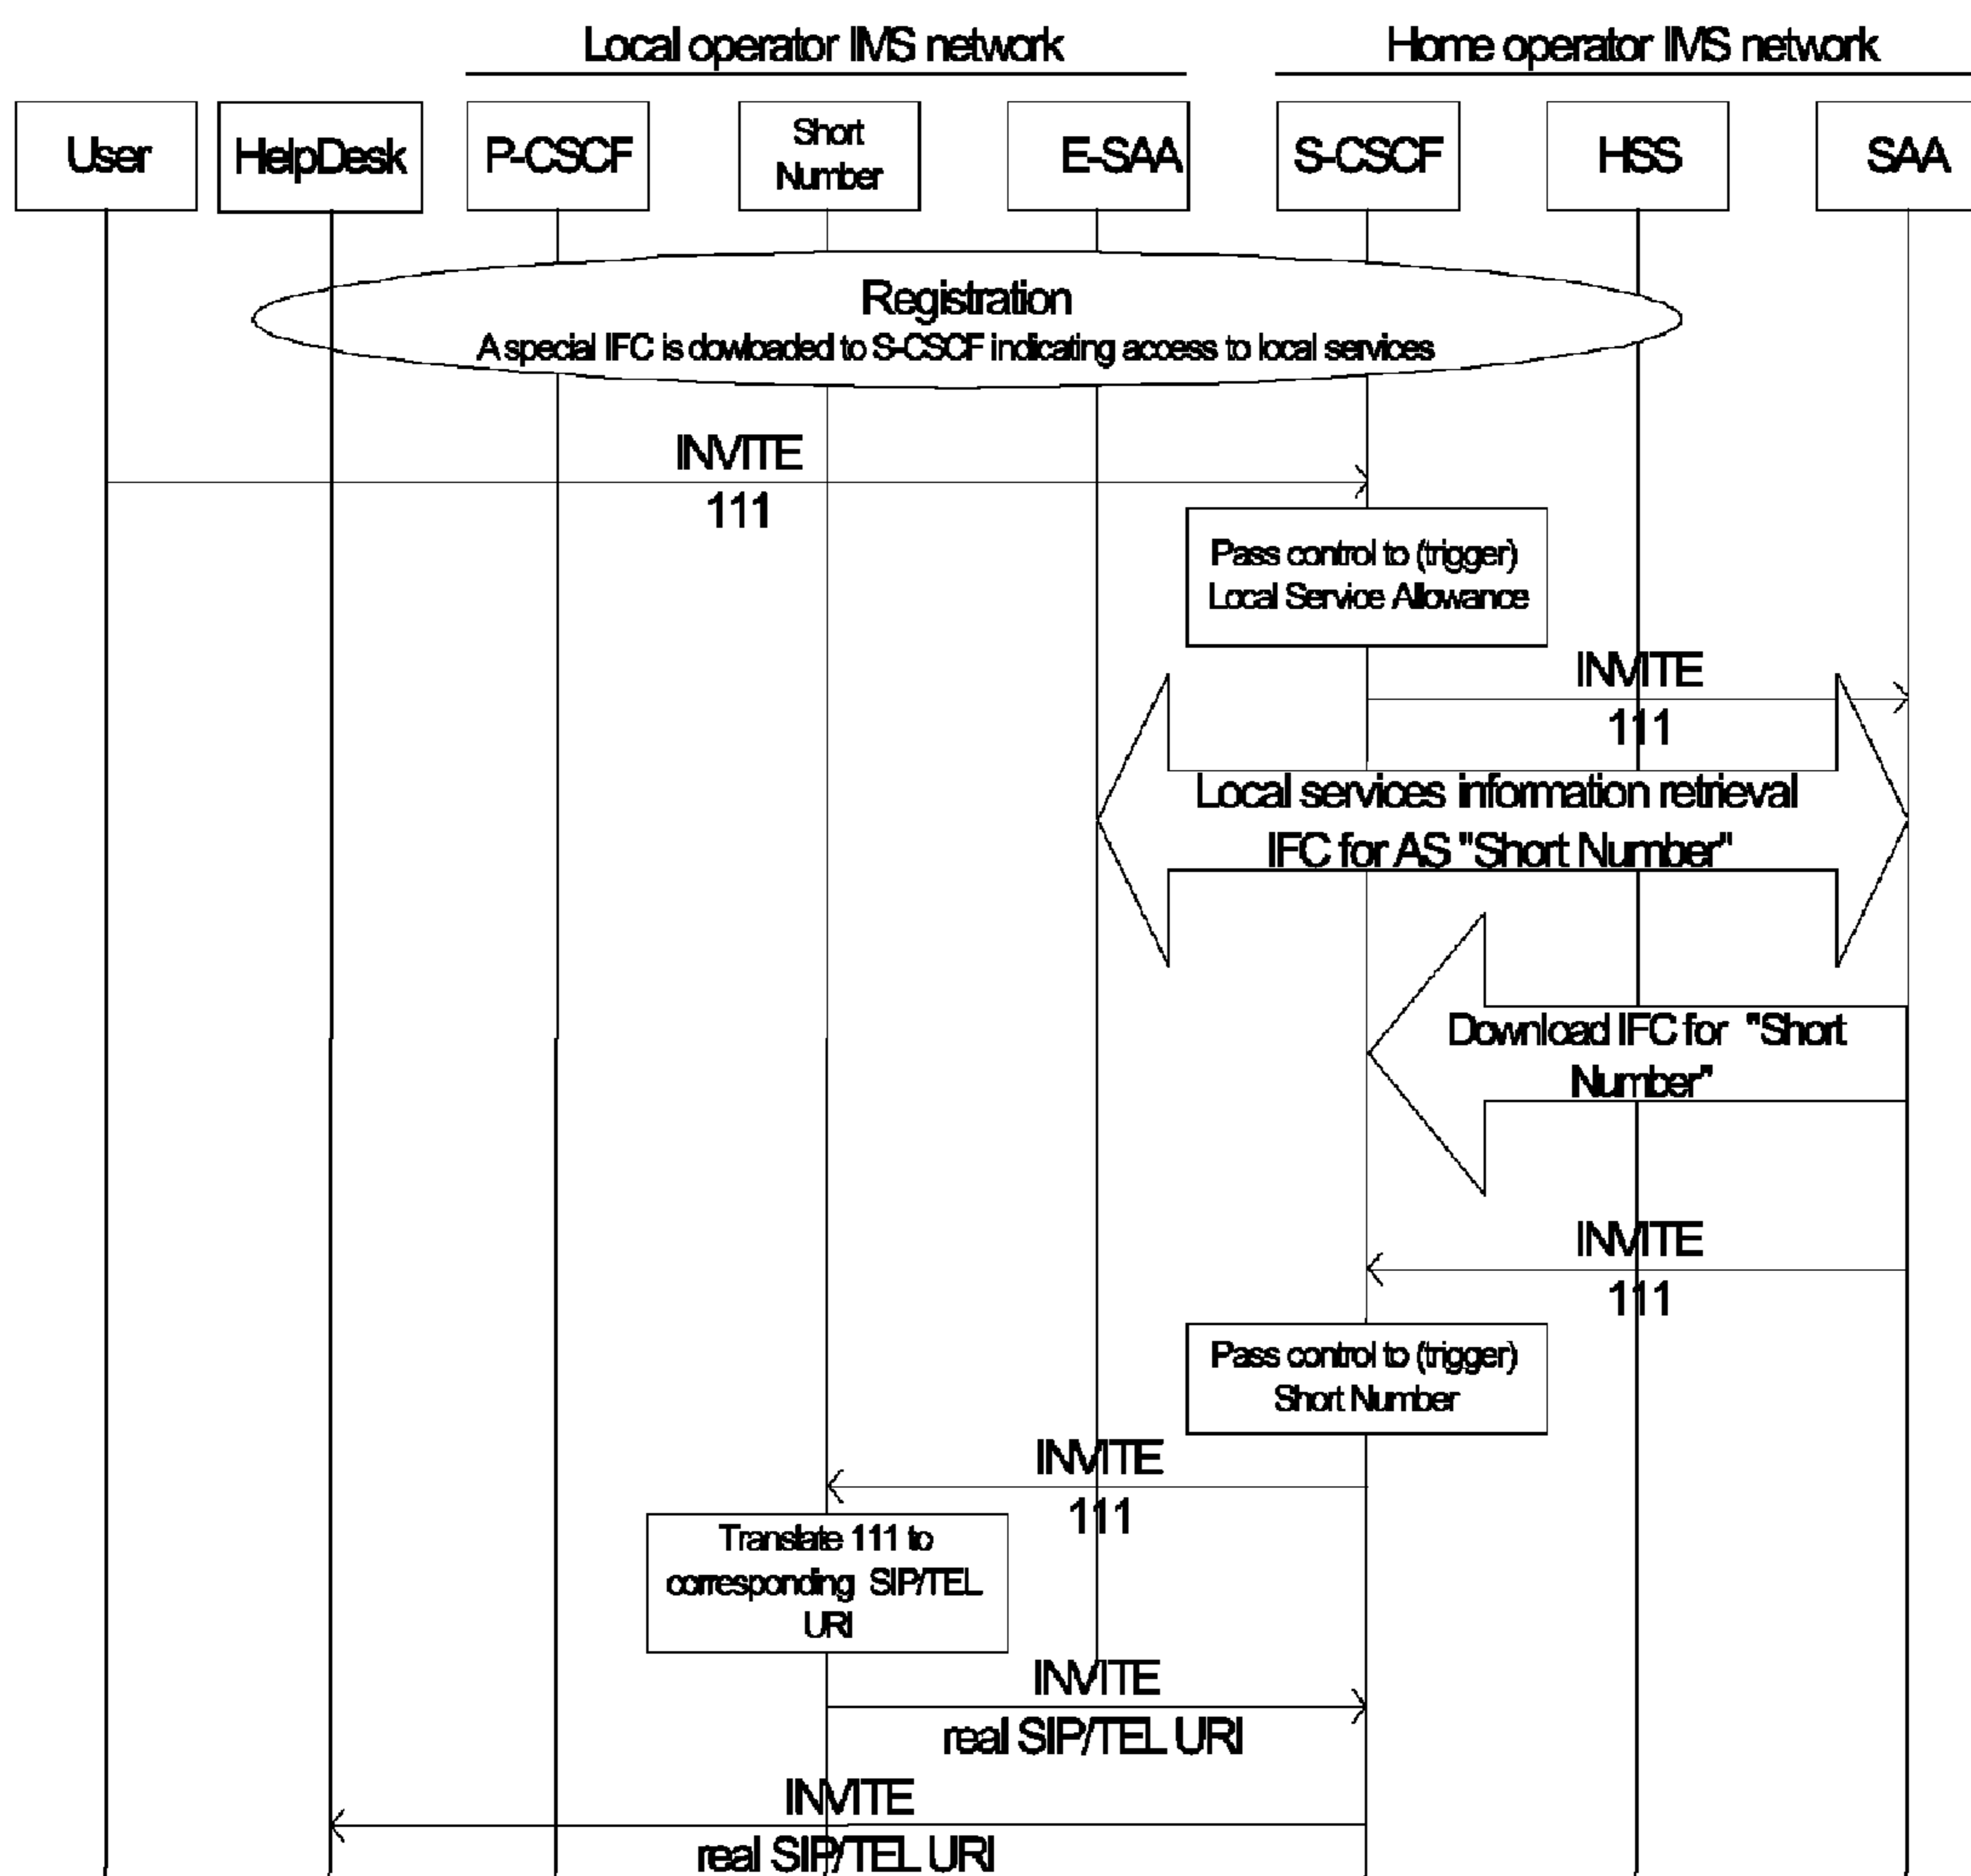 Local operator IMS network
Home operator IMS network
User
HelpDesk
P-CSCF
Short
Number
E-SAA
S-CSCF
HSS
SAA
Registration
A special IFC is dowloaded to S-CSCF indicating access to local services
INVITE
111
Pass control to (trigger)
Local Service Allowance
INVITE
111
Local services information retrieval
IFC for AS "Short Number"
Download IFC for "Short
Number"
INVITE
111
Pass control to (trigger)
Short Number
INVITE
111
Translate 111 to
corresponding SIP/TEL
URI
INVITE
real SIP/TEL URI
INVITE
real SIP/TEL URI